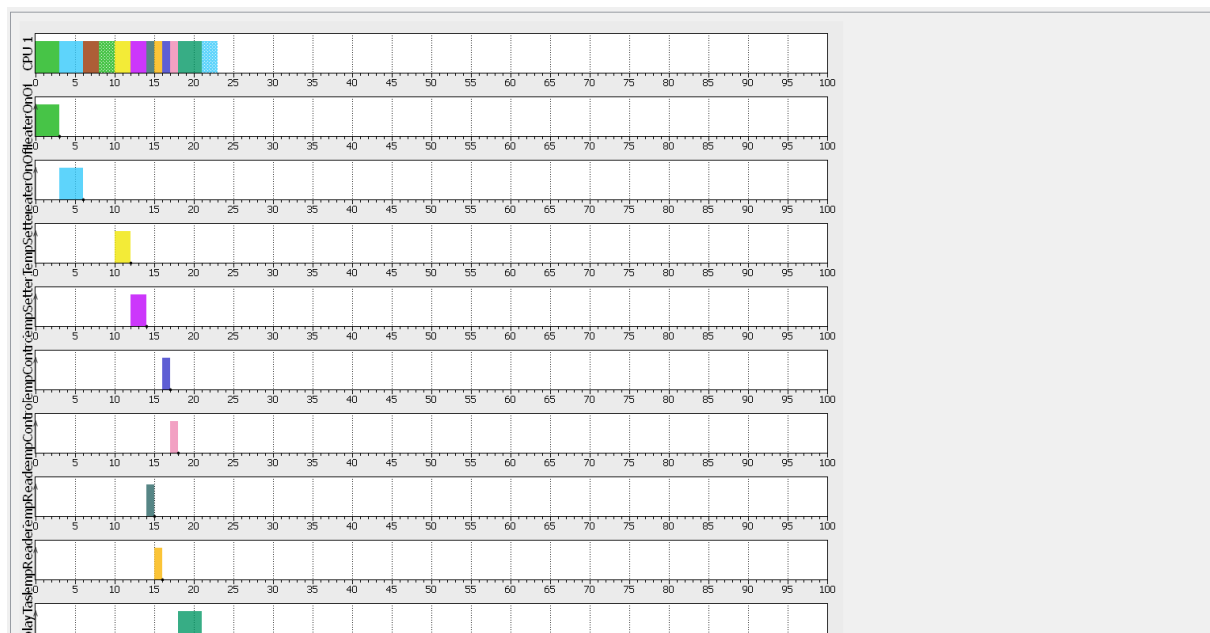 CPU 1
0 5 10 15 20 25 30 35 40 45 50 55 60 65 70 75 80 85 90 95 100
0 5 10 15 20 25 30 35 40 45 50 55 60 65 70 75 80 85 90 95 100
0 5 10 15 20 25 30 35 40 45 50 55 60 65 70 75 80 85 90 95 100
TempSetter
0 5 10 15 20 25 30 35 40 45 50 55 60 65 70 75 80 85 90 95 100
empSetter
0 5 10 15 20 25 30 35 40 45 50 55 60 65 70 75 80 85 90 95 100
empContro
0 5 10 15 20 25 30 35 40 45 50 55 60 65 70 75 80 85 90 95 100
empContro
0 5 10 15 20 25 30 35 40 45 50 55 60 65 70 75 80 85 90 95 100
empReade
0 5 10 15 20 25 30 35 40 45 50 55 60 65 70 75 80 85 90 95 100
empReader
0 5 10 15 20 25 30 35 40 45 50 55 60 65 70 75 80 85 90 95 100
layTas